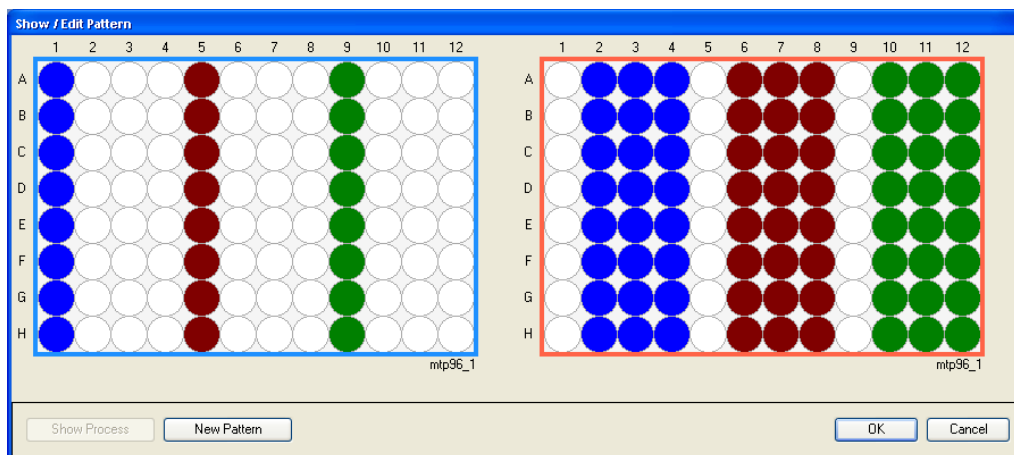 Show / Edit Pattern
1 2 3 4 5 6 7 8 9 10 11 12
A
B
C
D
E
F
G
H
mtp96_1
1 2 3 4 5 6 7 8 9 10 11 12
A
B
C
D
E
F
G
H
mtp96_1
Show Process New Pattern OK Cancel